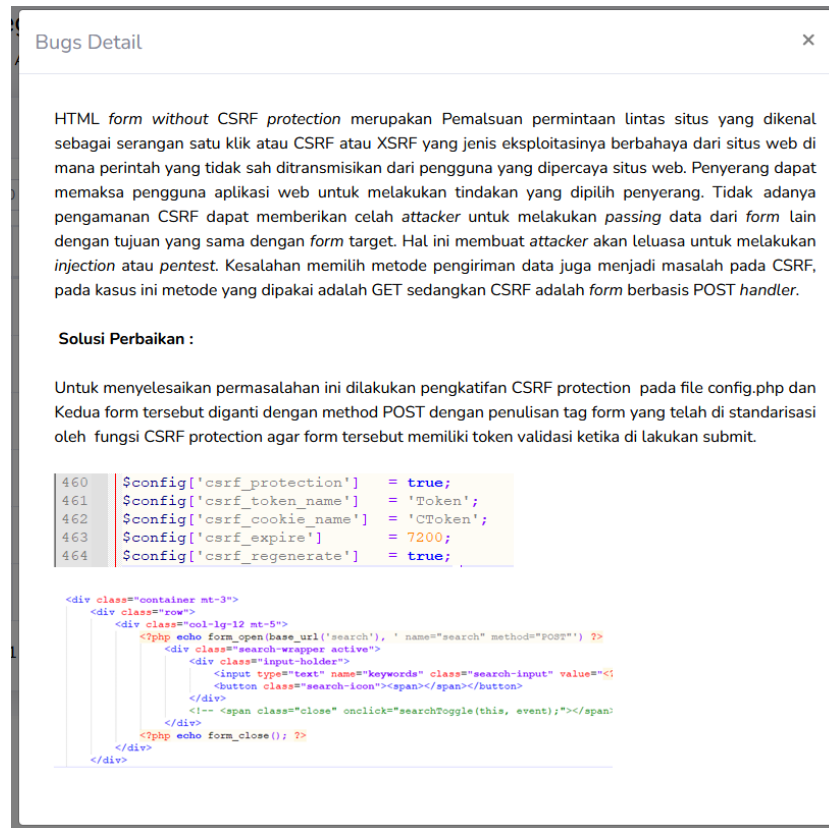 Bugs Detail ×
HTML form without CSRF protection merupakan Pemalsuan permintaan lintas situs yang dikenal
sebagai serangan satu klik atau CSRF atau XSRF yang jenis eksploitasinya berbahaya dari situs web di
mana perintah yang tidak sah ditransmisikan dari pengguna yang dipercaya situs web. Penyerang dapat
memaksa pengguna aplikasi web untuk melakukan tindakan yang dipilih penyerang. Tidak adanya
pengamanan CSRF dapat memberikan celah attacker untuk melakukan passing data dari form lain
dengan tujuan yang sama dengan form target. Hal ini membuat attacker akan leluasa untuk melakukan
injection atau pentest. Kesalahan memilih metode pengiriman data juga menjadi masalah pada CSRF,
pada kasus ini metode yang dipakai adalah GET sedangkan CSRF adalah form berbasis POST handler.
Solusi Perbaikan :
Untuk menyelesaikan permasalahan ini dilakukan pengkatifan CSRF protection pada file config.php dan
Kedua form tersebut diganti dengan method POST dengan penulisan tag form yang telah di standarisasi
oleh fungsi CSRF protection agar form tersebut memiliki token validasi ketika di lakukan submit.
460 $config['csrf_protection'] = true;
461 $config['csrf_token_name'] = 'Token';
462 $config['csrf_cookie_name'] = 'CToken';
463 $config['csrf_expire'] = 7200;
464 $config['csrf_regenerate'] = true;
<div class="container mt-3">
<div class="row">
<div class="col-lg-12 mt-5">
<?php echo form_open(base_url('search'), ' name="search" method="POST"') ?>
<div class="search-wrapper active">
<div class="input-holder">
<input type="text" name="keywords" class="search-input" value="<?
<button class="search-icon"><span></span></button>
</div>
<!-- <span class="close" onclick="searchToggle(this, event);"></span>
</div>
<?php echo form_close(); ?>
</div>
</div>